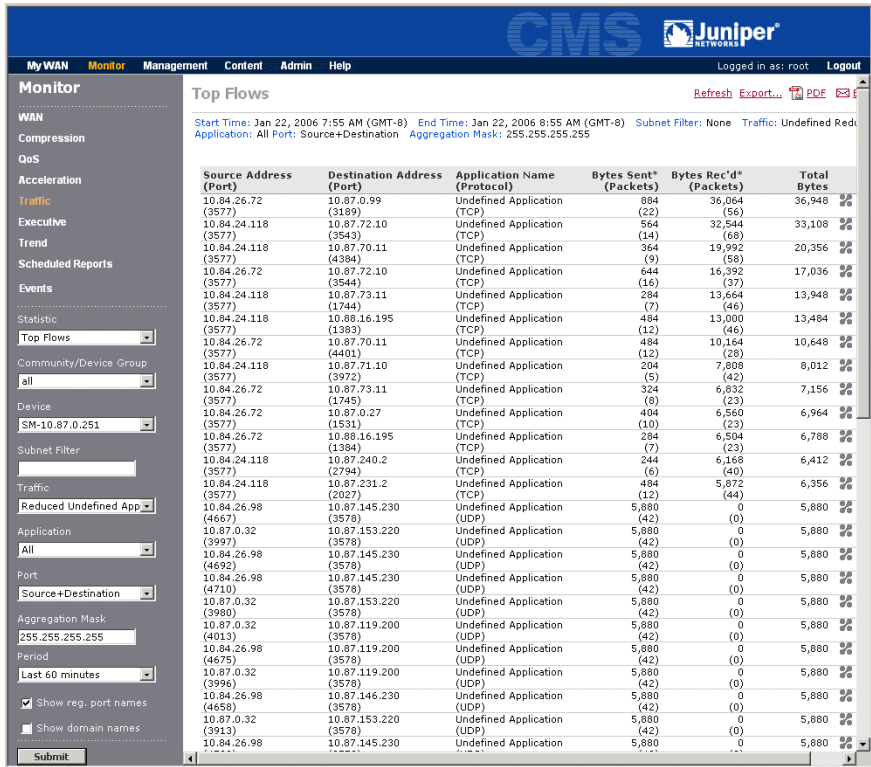 CMS
Juniper
NETWORKS
My WAN Monitor Management Content Admin Help Logged in as: root Logout
Monitor
WAN
Compression
QoS
Acceleration
Traffic
Executive
Trend
Scheduled Reports
Events
Statistic
Top Flows
Community/Device Group
all
Device
SM-10.87.0.251
Subnet Filter
Traffic
Reduced Undefined App
Application
All
Port
Source+Destination
Aggregation Mask
255.255.255.255
Period
Last 60 minutes
Show reg. port names
Show domain names
Submit
Top Flows
Refresh Export... PDF E
Start Time: Jan 22, 2006 7:55 AM (GMT-8) End Time: Jan 22, 2006 8:55 AM (GMT-8) Subnet Filter: None Traffic: Undefined Redu
Application: All Port: Source+Destination Aggregation Mask: 255.255.255.255
Source Address Destination Address Application Name Bytes Sent* Bytes Rec'd* Total
(Port) (Port) (Protocol) (Packets) (Packets) Bytes
10.84.26.72 10.87.0.99 Undefined Application 884 36,064 36,948
(3577) (3189) (TCP) (22) (56)
10.84.24.118 10.87.72.10 Undefined Application 564 32,544 33,108
(3577) (3543) (TCP) (14) (68)
10.84.24.118 10.87.70.11 Undefined Application 364 19,992 20,356
(3577) (4384) (TCP) (9) (58)
10.84.26.72 10.87.72.10 Undefined Application 644 16,392 17,036
(3577) (3544) (TCP) (16) (37)
10.84.24.118 10.87.73.11 Undefined Application 284 13,664 13,948
(3577) (1744) (TCP) (7) (46)
10.84.24.118 10.88.16.195 Undefined Application 484 13,000 13,484
(3577) (1383) (TCP) (12) (46)
10.84.26.72 10.87.70.11 Undefined Application 484 10,164 10,648
(3577) (4401) (TCP) (12) (28)
10.84.24.118 10.87.71.10 Undefined Application 204 7,808 8,012
(3577) (3972) (TCP) (5) (42)
10.84.26.72 10.87.73.11 Undefined Application 324 6,832 7,156
(3577) (1745) (TCP) (8) (23)
10.84.26.72 10.87.0.27 Undefined Application 404 6,560 6,964
(3577) (1531) (TCP) (10) (23)
10.84.26.72 10.88.16.195 Undefined Application 284 6,504 6,788
(3577) (1384) (TCP) (7) (23)
10.84.24.118 10.87.240.2 Undefined Application 244 6,168 6,412
(3577) (2794) (TCP) (6) (40)
10.84.24.118 10.87.231.2 Undefined Application 484 5,872 6,356
(3577) (2027) (TCP) (12) (44)
10.84.26.98 10.87.145.230 Undefined Application 5,880 0 5,880
(4667) (3578) (UDP) (42) (0)
10.87.0.32 10.87.153.220 Undefined Application 5,880 0 5,880
(3997) (3578) (UDP) (42) (0)
10.84.26.98 10.87.145.230 Undefined Application 5,880 0 5,880
(4692) (3578) (UDP) (42) (0)
10.84.26.98 10.87.145.230 Undefined Application 5,880 0 5,880
(4710) (3578) (UDP) (42) (0)
10.87.0.32 10.87.153.220 Undefined Application 5,880 0 5,880
(3980) (3578) (UDP) (42) (0)
10.87.0.32 10.87.119.200 Undefined Application 5,880 0 5,880
(4013) (3578) (UDP) (42) (0)
10.84.26.98 10.87.119.200 Undefined Application 5,880 0 5,880
(4675) (3578) (UDP) (42) (0)
10.87.0.32 10.87.119.200 Undefined Application 5,880 0 5,880
(3996) (3578) (UDP) (42) (0)
10.84.26.98 10.87.146.230 Undefined Application 5,880 0 5,880
(4658) (3578) (UDP) (42) (0)
10.87.0.32 10.87.153.220 Undefined Application 5,880 0 5,880
(3913) (3578) (UDP) (42) (0)
10.84.26.98 10.87.145.230 Undefined Application 5,880 0 5,880